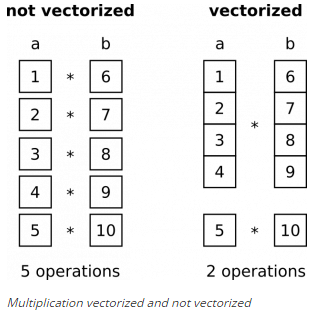 not vectorized vectorized
a b a b
1 * 6 1 6
2 * 7 2 7
*
3 * 8 3 8
4 * 9 4 9
5 * 10 5 * 10
5 operations 2 operations
Multiplication vectorized and not vectorized